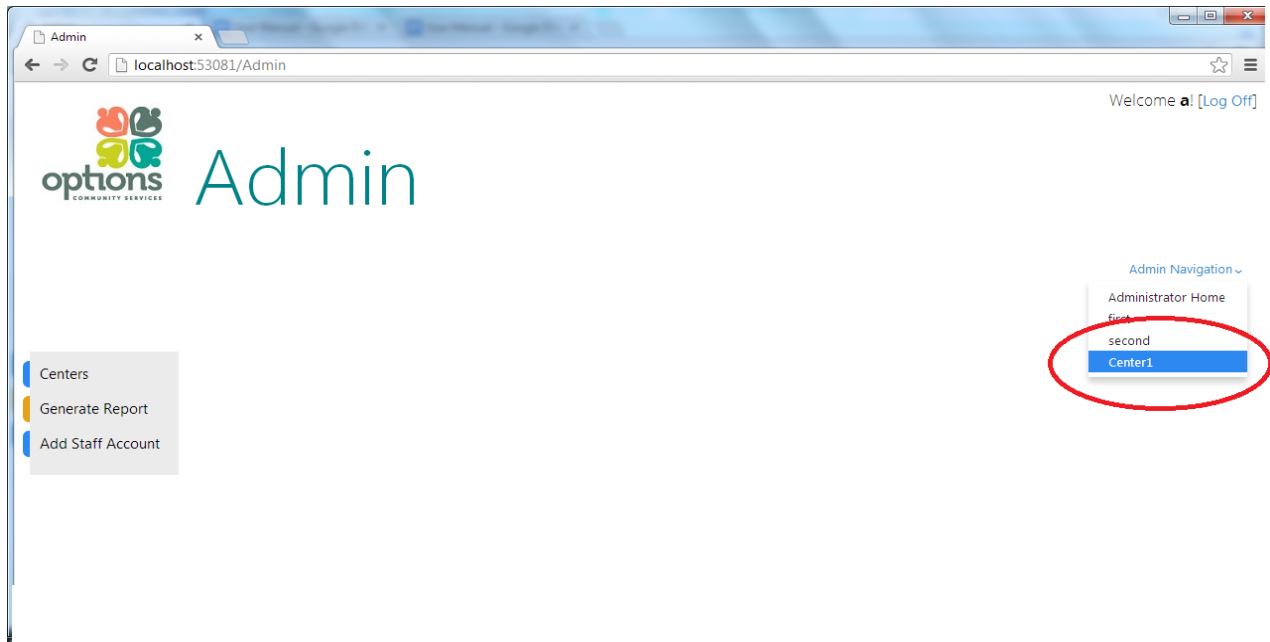 Admin
localhost:53081/Admin
Welcome a! [Log Off]
options
COMMUNITY SERVICES
Admin
Admin Navigation
Administrator Home
first
second
Center1
Centers
Generate Report
Add Staff Account